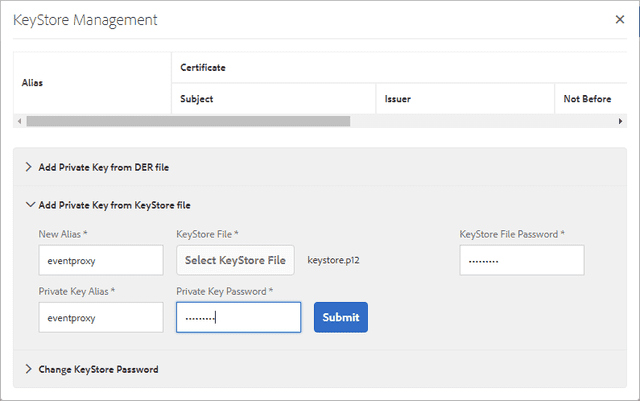 KeyStore Management
Certificate
Alias
Subject Issuer Not Before
Add Private Key from DER file
Add Private Key from KeyStore file
New Alias * KeyStore File * KeyStore File Password *
eventproxy Select KeyStore File keystore.p12 •••••••••
Private Key Alias * Private Key Password *
eventproxy ••••••••• Submit
Change KeyStore Password